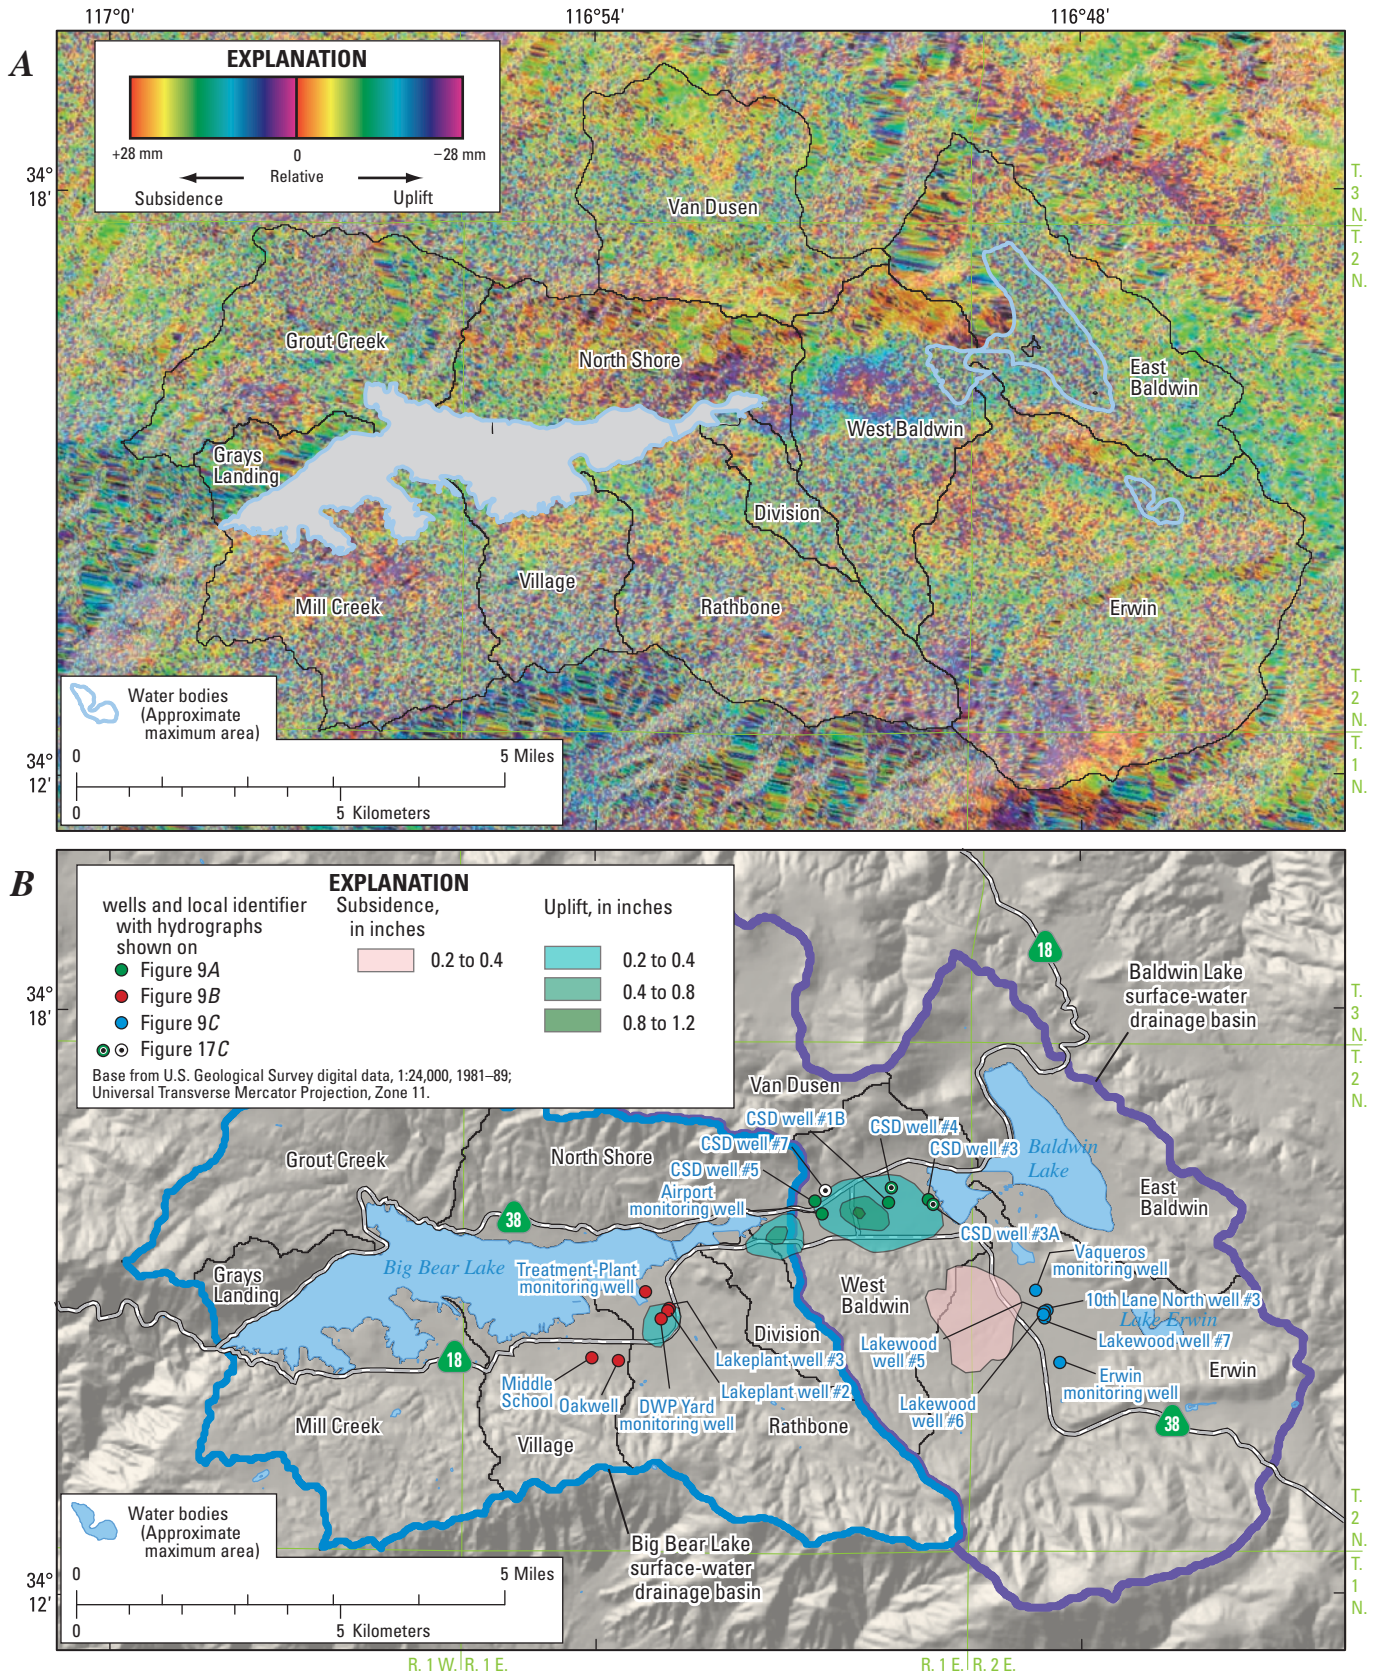 117°0'
116°54'
116°48'
A
EXPLANATION
+28 mm
0
−28 mm
Relative
Subsidence
Uplift
34°
18'
T.
3
N.
T.
2
N.
Van Dusen
Grout Creek
North Shore
East
Baldwin
West Baldwin
Grays
Landing
Division
Village
Mill Creek
Rathbone
Erwin
Water bodies
(Approximate
maximum area)
0
5 Miles
0
5 Kilometers
34°
12'
T.
2
N.
T.
1
N.
B
EXPLANATION
wells and local identifier
with hydrographs
shown on
Figure 9A
Figure 9B
Figure 9C
Figure 17C
Subsidence,
in inches
0.2 to 0.4
Uplift, in inches
0.2 to 0.4
0.4 to 0.8
0.8 to 1.2
Base from U.S. Geological Survey digital data, 1:24,000, 1981–89;
Universal Transverse Mercator Projection, Zone 11.
18
Baldwin Lake
surface-water
drainage basin
34°
18'
T.
3
N.
T.
2
N.
Van Dusen
CSD well #1B
CSD well #4
CSD well #7
CSD well #3
Baldwin
Lake
Grout Creek
North Shore
CSD well #5
Airport
monitoring well
East
Baldwin
38
CSD well #3A
Vaqueros
monitoring well
Grays
Landing
Big Bear Lake
Treatment-Plant
monitoring well
West
Baldwin
10th Lane North well #3
Lake Erwin
Lakewood well #7
Division
Lakewood
well #5
18
Lakeplant well #3
Erwin
Erwin
monitoring well
Middle
School
Oakwell
DWP Yard
monitoring well
Lakeplant well #2
Lakewood
well #6
38
Mill Creek
Village
Rathbone
Water bodies
(Approximate
maximum area)
Big Bear Lake
surface-water
drainage basin
0
5 Miles
0
5 Kilometers
34°
12'
T.
2
N.
T.
1
N.
R. 1 W. R. 1 E.
R. 1 E. R. 2 E.